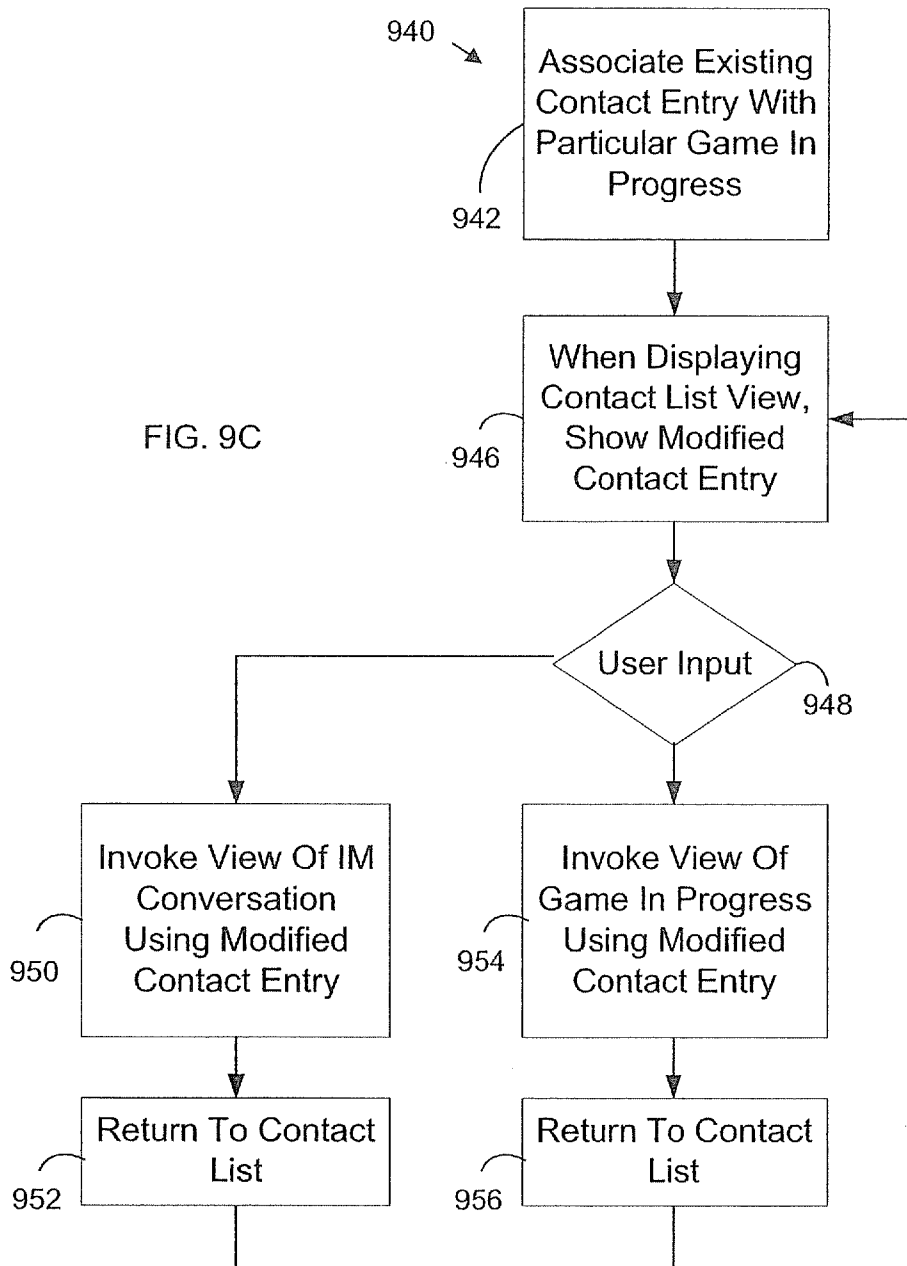 940
Associate Existing
Contact Entry With
Particular Game In
Progress
942
When Displaying
Contact List View,
Show Modified
Contact Entry
946
FIG. 9C
User Input
948
Invoke View Of IM
Conversation
Using Modified
Contact Entry
950
Invoke View Of
Game In Progress
Using Modified
Contact Entry
954
Return To Contact
List
952
Return To Contact
List
956